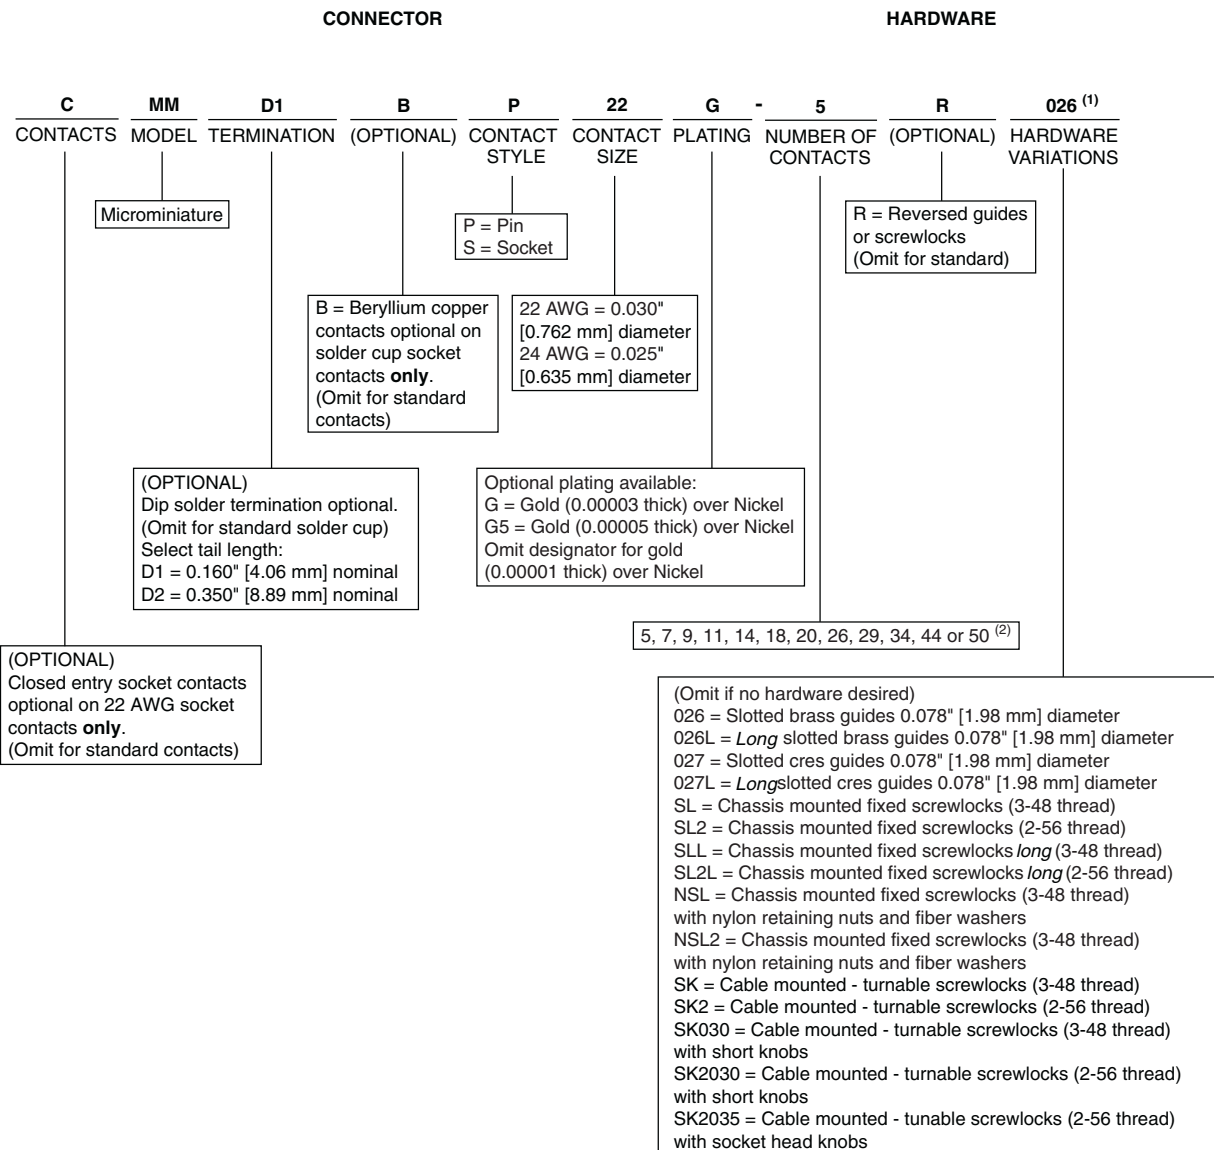 CONNECTOR
HARDWARE
C MM D1 B P 22 G - 5 R 026 (1)
CONTACTS
MODEL
TERMINATION
(OPTIONAL)
CONTACT
STYLE
CONTACT
SIZE
PLATING
NUMBER OF
CONTACTS
(OPTIONAL)
HARDWARE
VARIATIONS
Microminiature
P = Pin
S = Socket
R = Reversed guides
or screwlocks
(Omit for standard)
B = Beryllium copper
contacts optional on
solder cup socket
contacts only.
(Omit for standard
contacts)
22 AWG = 0.030"
[0.762 mm] diameter
24 AWG = 0.025"
[0.635 mm] diameter
(OPTIONAL)
Dip solder termination optional.
(Omit for standard solder cup)
Select tail length:
D1 = 0.160" [4.06 mm] nominal
D2 = 0.350" [8.89 mm] nominal
Optional plating available:
G = Gold (0.00003 thick) over Nickel
G5 = Gold (0.00005 thick) over Nickel
Omit designator for gold
(0.00001 thick) over Nickel
5, 7, 9, 11, 14, 18, 20, 26, 29, 34, 44 or 50 (2)
(OPTIONAL)
Closed entry socket contacts
optional on 22 AWG socket
contacts only.
(Omit for standard contacts)
(Omit if no hardware desired)
026 = Slotted brass guides 0.078" [1.98 mm] diameter
026L = Long slotted brass guides 0.078" [1.98 mm] diameter
027 = Slotted cres guides 0.078" [1.98 mm] diameter
027L = Long slotted cres guides 0.078" [1.98 mm] diameter
SL = Chassis mounted fixed screwlocks (3-48 thread)
SL2 = Chassis mounted fixed screwlocks (2-56 thread)
SLL = Chassis mounted fixed screwlocks long (3-48 thread)
SL2L = Chassis mounted fixed screwlocks long (2-56 thread)
NSL = Chassis mounted fixed screwlocks (3-48 thread)
with nylon retaining nuts and fiber washers
NSL2 = Chassis mounted fixed screwlocks (3-48 thread)
with nylon retaining nuts and fiber washers
SK = Cable mounted - turnable screwlocks (3-48 thread)
SK2 = Cable mounted - turnable screwlocks (2-56 thread)
SK030 = Cable mounted - turnable screwlocks (3-48 thread)
with short knobs
SK2030 = Cable mounted - turnable screwlocks (2-56 thread)
with short knobs
SK2035 = Cable mounted - tunable screwlocks (2-56 thread)
with socket head knobs